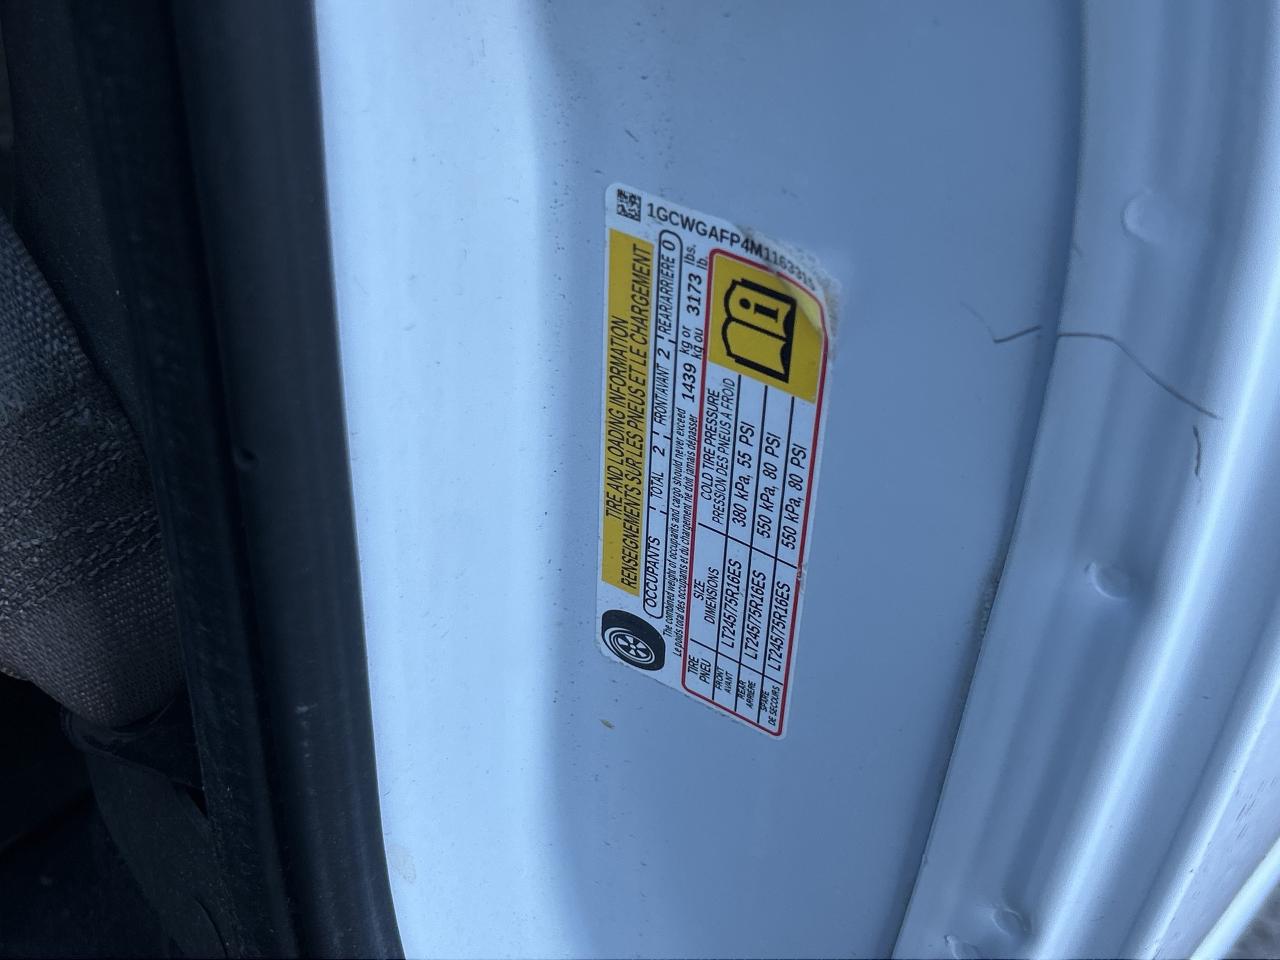 1GCWGAFP4M1163315
TIRE AND LOADING INFORMATION
RENSEIGNEMENTS SUR LES PNEUS ET LE CHARGEMENT
OCCUPANTS TOTAL 2 FRONT/AVANT 2 REAR/ARRIERE 0
The combined weight of occupants and cargo should never exceed 1439 kg or 3173 lbs.
Le poids total des occupants et du chargement ne doit jamais dépasser kg ou lb.
TIRE SIZE COLD TIRE PRESSURE
PNEU DIMENSIONS PRESSION DES PNEUS A FROID
FRONT AVANT LT245/75R16ES 380 kPa, 55 PSI
REAR ARRIERE LT245/75R16ES 550 kPa, 80 PSI
SPARE DE SECOURS LT245/75R16ES 550 kPa, 80 PSI